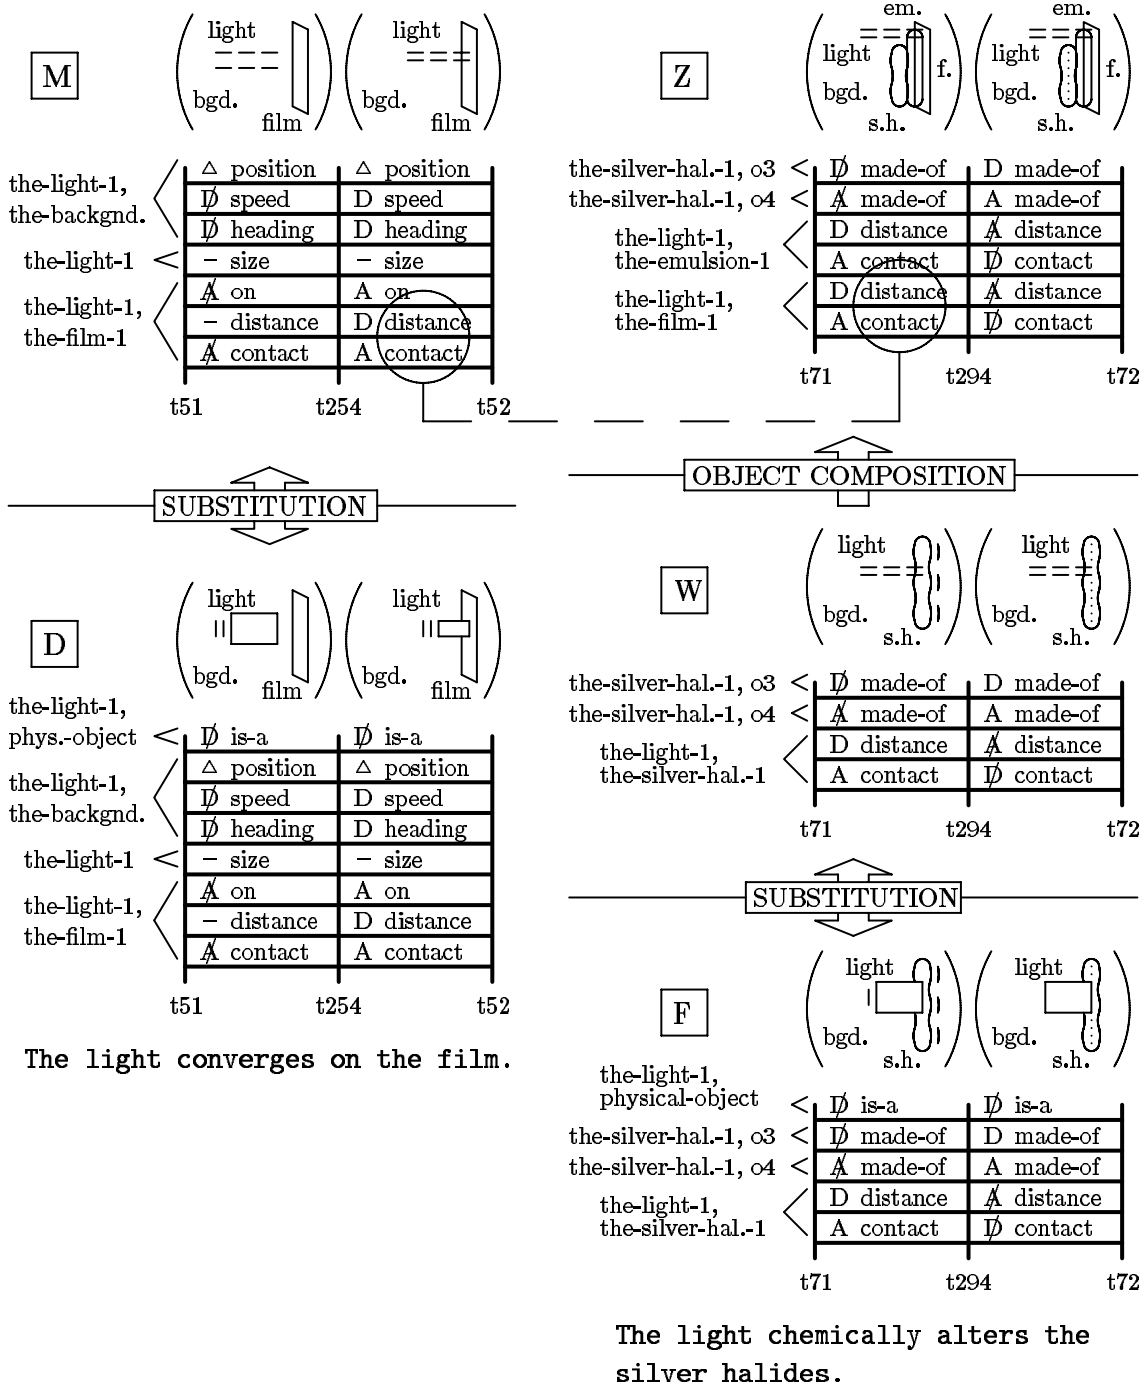 M
light
bgd.
film
light
bgd.
film
the-light-1,
the-backgnd.
△ position △ position
D̸ speed D speed
D̸ heading D heading
the-light-1
– size – size
the-light-1,
the-film-1
A̸ on A on
– distance D distance
A̸ contact A contact
t51 t254 t52
SUBSTITUTION
D
light
bgd.
film
light
bgd.
film
the-light-1,
phys.-object
D̸ is-a D̸ is-a
the-light-1,
the-backgnd.
△ position △ position
D̸ speed D speed
D̸ heading D heading
the-light-1
– size – size
the-light-1,
the-film-1
A̸ on A on
– distance D distance
A̸ contact A contact
t51 t254 t52
The light converges on the film.
Z
em.
light
f.
bgd.
s.h.
em.
light
f.
bgd.
s.h.
the-silver-hal.-1, o3
D̸ made-of D made-of
the-silver-hal.-1, o4
A̸ made-of A made-of
the-light-1,
the-emulsion-1
D distance A̸ distance
A contact D̸ contact
the-light-1,
the-film-1
D distance A̸ distance
A contact D̸ contact
t71 t294 t72
OBJECT COMPOSITION
W
light
bgd.
s.h.
light
bgd.
s.h.
the-silver-hal.-1, o3
D̸ made-of D made-of
the-silver-hal.-1, o4
A̸ made-of A made-of
the-light-1,
the-silver-hal-1
D distance A̸ distance
A contact D̸ contact
t71 t294 t72
SUBSTITUTION
F
light
bgd.
s.h.
light
bgd.
s.h.
the-light-1,
physical-object
D̸ is-a D̸ is-a
the-silver-hal.-1, o3
D̸ made-of D made-of
the-silver-hal.-1, o4
A̸ made-of A made-of
the-light-1,
the-silver-hal.-1
D distance A̸ distance
A contact D̸ contact
t71 t294 t72
The light chemically alters the
silver halides.